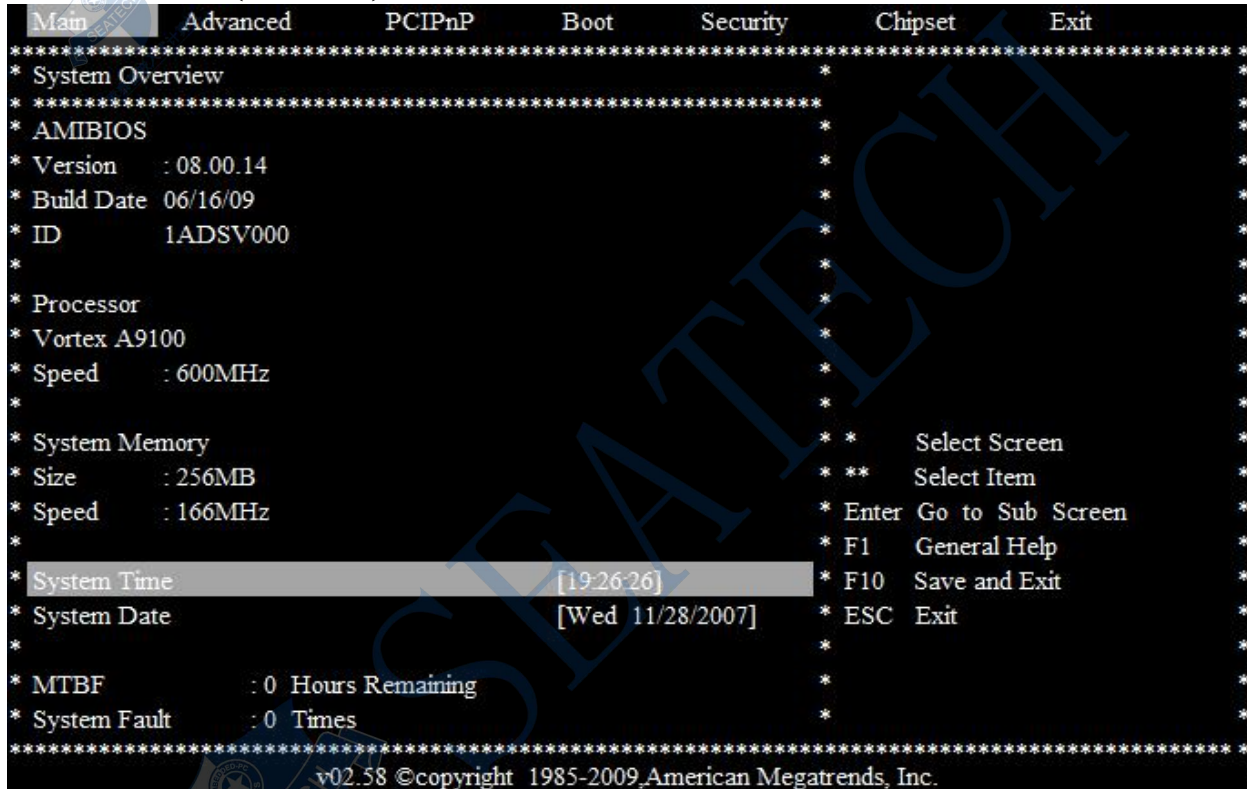 Main Advanced PCIPnP Boot Security Chipset Exit
********************************************************************************
* System Overview * *
* ************************************************************** *
* AMIBIOS * *
* Version : 08.00.14 * *
* Build Date 06/16/09 * *
* ID 1ADSV000 * *
* * *
* Processor * *
* Vortex A9100 * *
* Speed : 600MHz * *
* * *
* System Memory * * Select Screen *
* Size : 256MB * ** Select Item *
* Speed : 166MHz * Enter Go to Sub Screen *
* * F1 General Help *
* System Time [19:26:26] * F10 Save and Exit *
* System Date [Wed 11/28/2007] * ESC Exit *
* * *
* MTBF : 0 Hours Remaining * *
* System Fault : 0 Times * *
********************************************************************************
v02.58 ©copyright 1985-2009,American Megatrends, Inc.
SEATECH